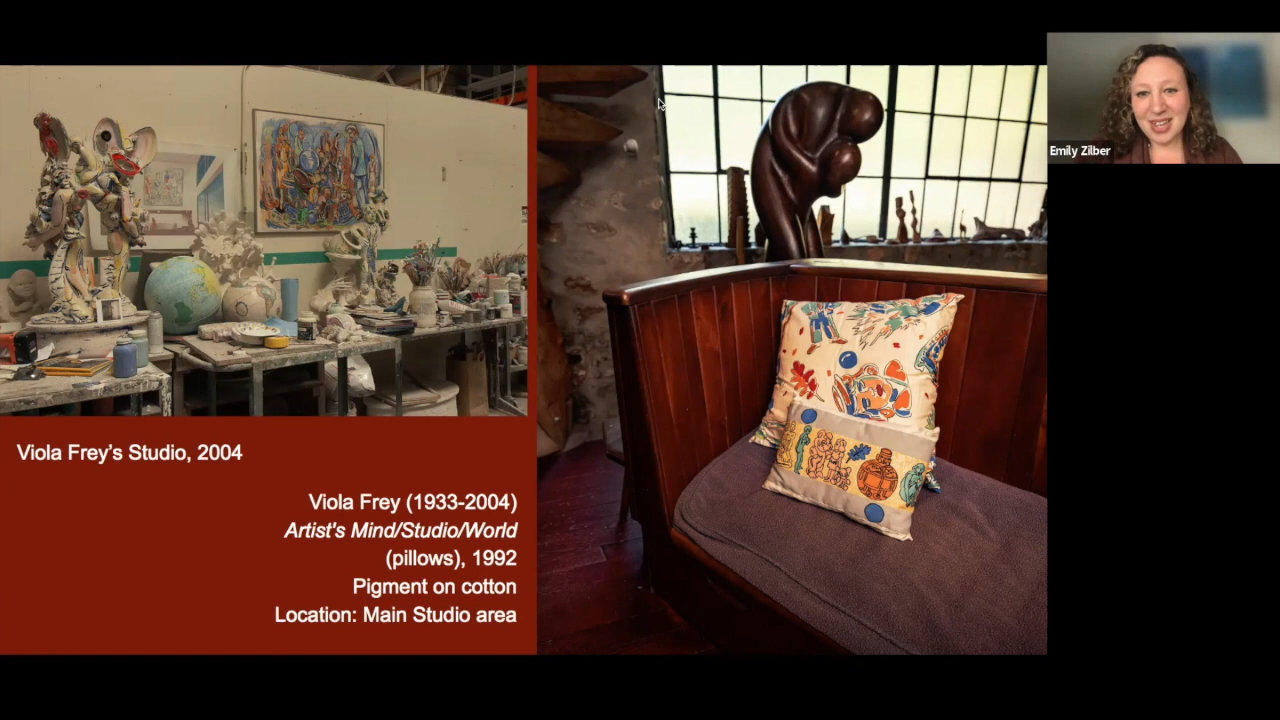 Emily Zilber
Viola Frey's Studio, 2004
Viola Frey (1933-2004)
Artist's Mind/Studio/World
(pillows), 1992
Pigment on cotton
Location: Main Studio area